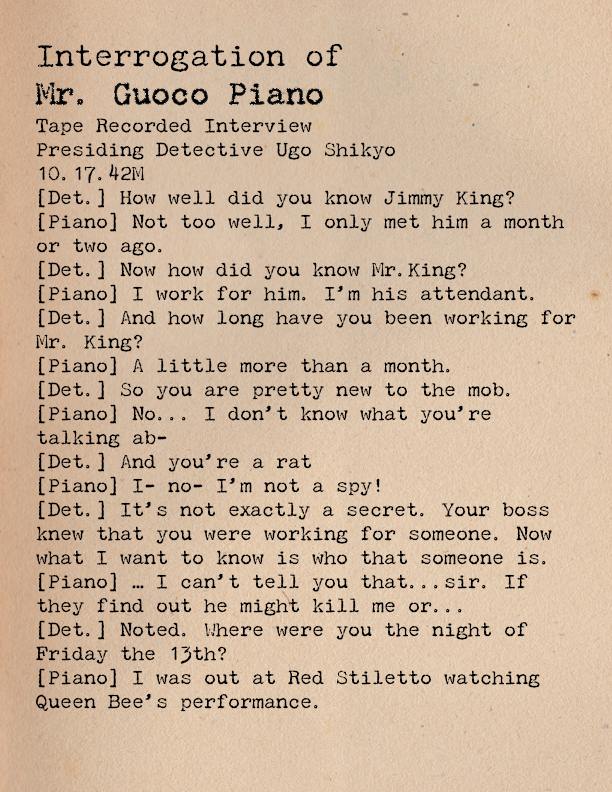 Interrogation of
Mr. Guoco Piano
Tape Recorded Interview
Presiding Detective Ugo Shikyo
10.17.42M
[Det.] How well did you know Jimmy King?
[Piano] Not too well, I only met him a month
or two ago.
[Det.] Now how did you know Mr.King?
[Piano] I work for him. I'm his attendant.
[Det.] And how long have you been working for
Mr. King?
[Piano] A little more than a month.
[Det.] So you are pretty new to the mob.
[Piano] No... I don't know what you're
talking ab-
[Det.] And you're a rat
[Piano] I- no- I'm not a spy!
[Det.] It's not exactly a secret. Your boss
knew that you were working for someone. Now
what I want to know is who that someone is.
[Piano] … I can't tell you that...sir. If
they find out he might kill me or...
[Det.] Noted. Where were you the night of
Friday the 13th?
[Piano] I was out at Red Stiletto watching
Queen Bee's performance.